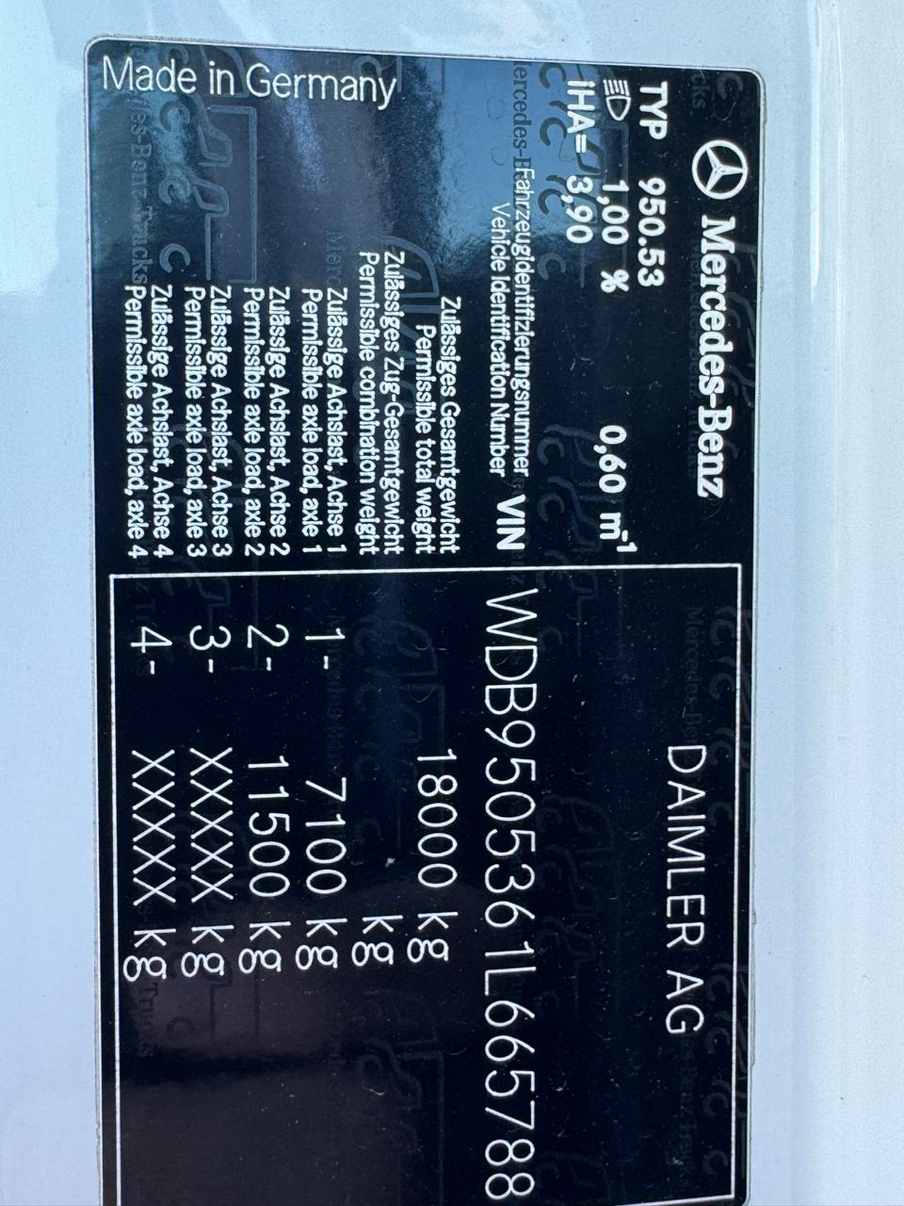 Mercedes-Benz
DAIMLER AG
TYP 950.53
1,00 % 0,60 m⁻¹
iHA= 3,90
Fahrzeugidentifizierungsnummer
Vehicle Identification Number
VIN WDB9505361L665788
Zulässiges Gesamtgewicht
Permissible total weight
18000 kg
Zulässiges Zug-Gesamtgewicht
Permissible combination weight
kg
Zulässige Achslast, Achse 1
Permissible axle load, axle 1
1- 7100 kg
Zulässige Achslast, Achse 2
Permissible axle load, axle 2
2- 11500 kg
Zulässige Achslast, Achse 3
Permissible axle load, axle 3
3- XXXXX kg
Zulässige Achslast, Achse 4
Permissible axle load, axle 4
4- XXXXX kg
Made in Germany